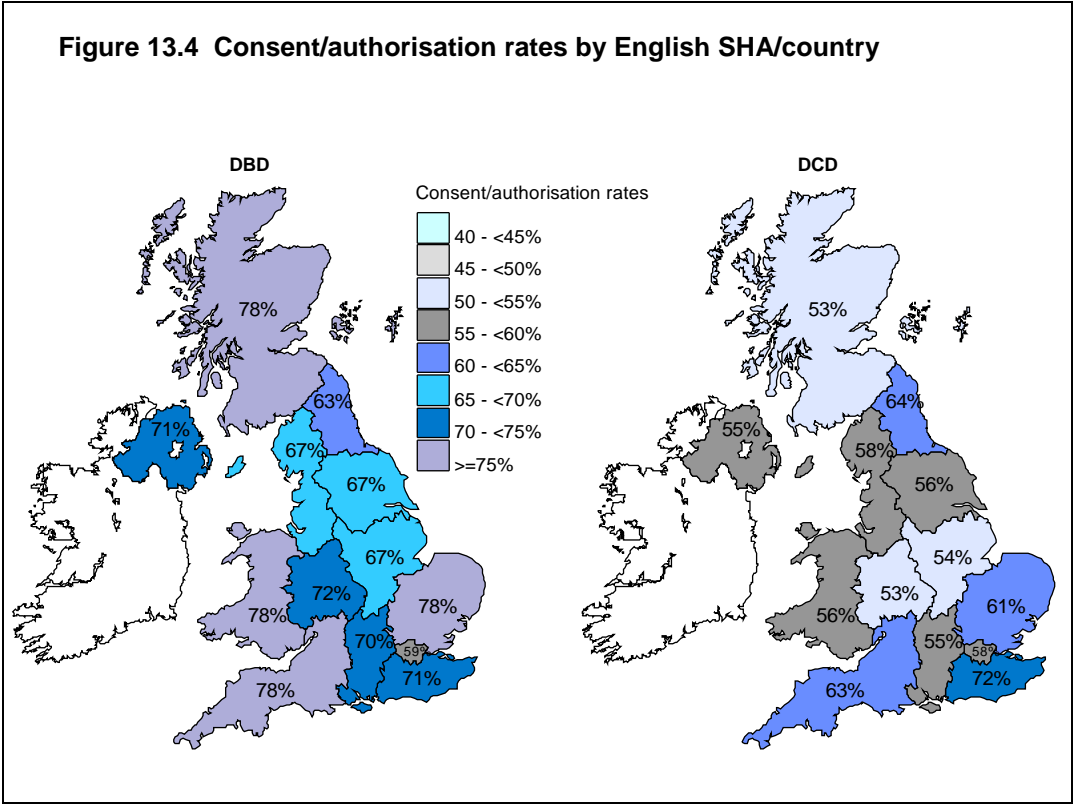 Figure 13.4 Consent/authorisation rates by English SHA/country
DBD
78%
63%
71%
67%
67%
67%
72%
78%
78%
70%
59%
71%
78%
Consent/authorisation rates
40 - <45%
45 - <50%
50 - <55%
55 - <60%
60 - <65%
65 - <70%
70 - <75%
>=75%
DCD
53%
64%
55%
58%
56%
54%
53%
61%
56%
55%
58%
72%
63%